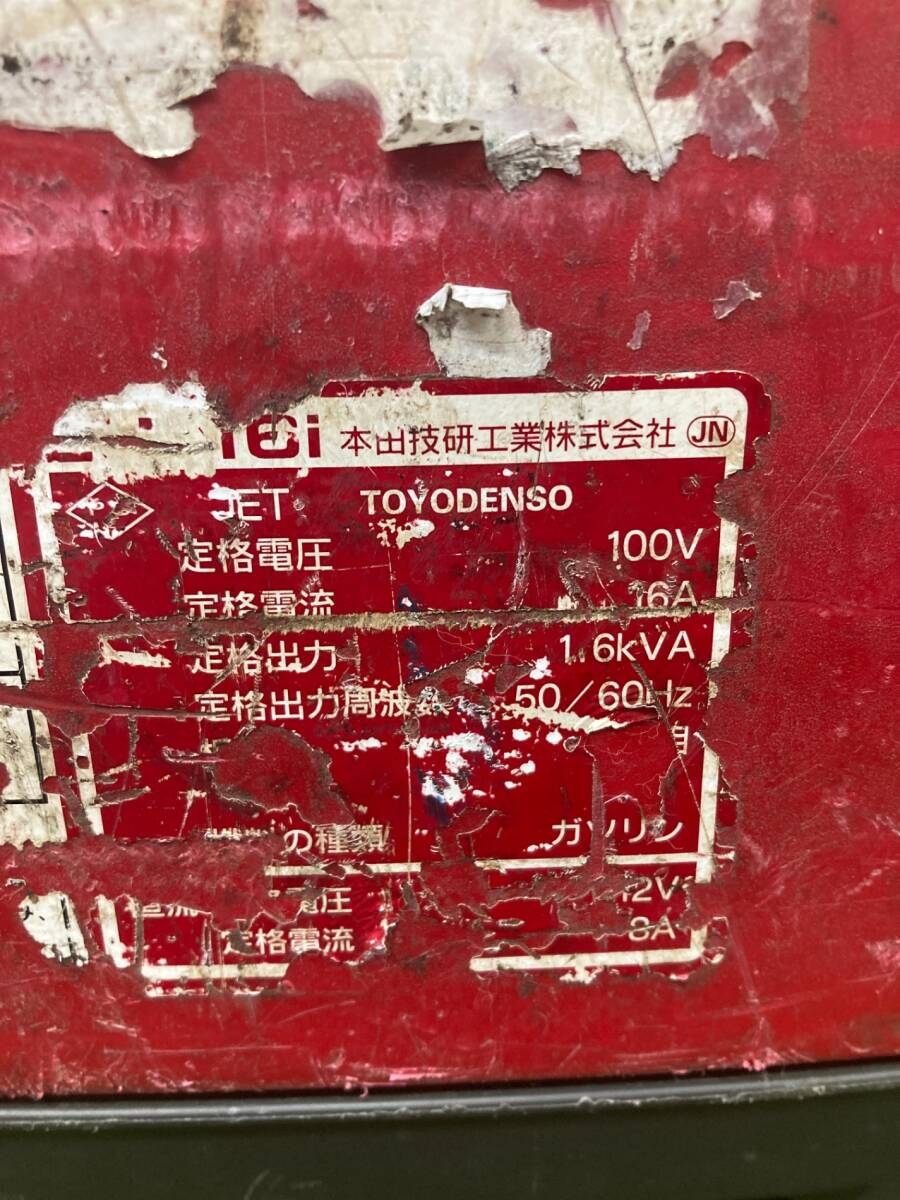 16i 本田技研工業株式会社 JN
JET TOYODENSO
定格電圧 100V
定格電流 16A
定格出力 1.6kVA
定格出力周波数 50/60Hz
の種類 ガソリン
電圧 12V
定格電流 8A